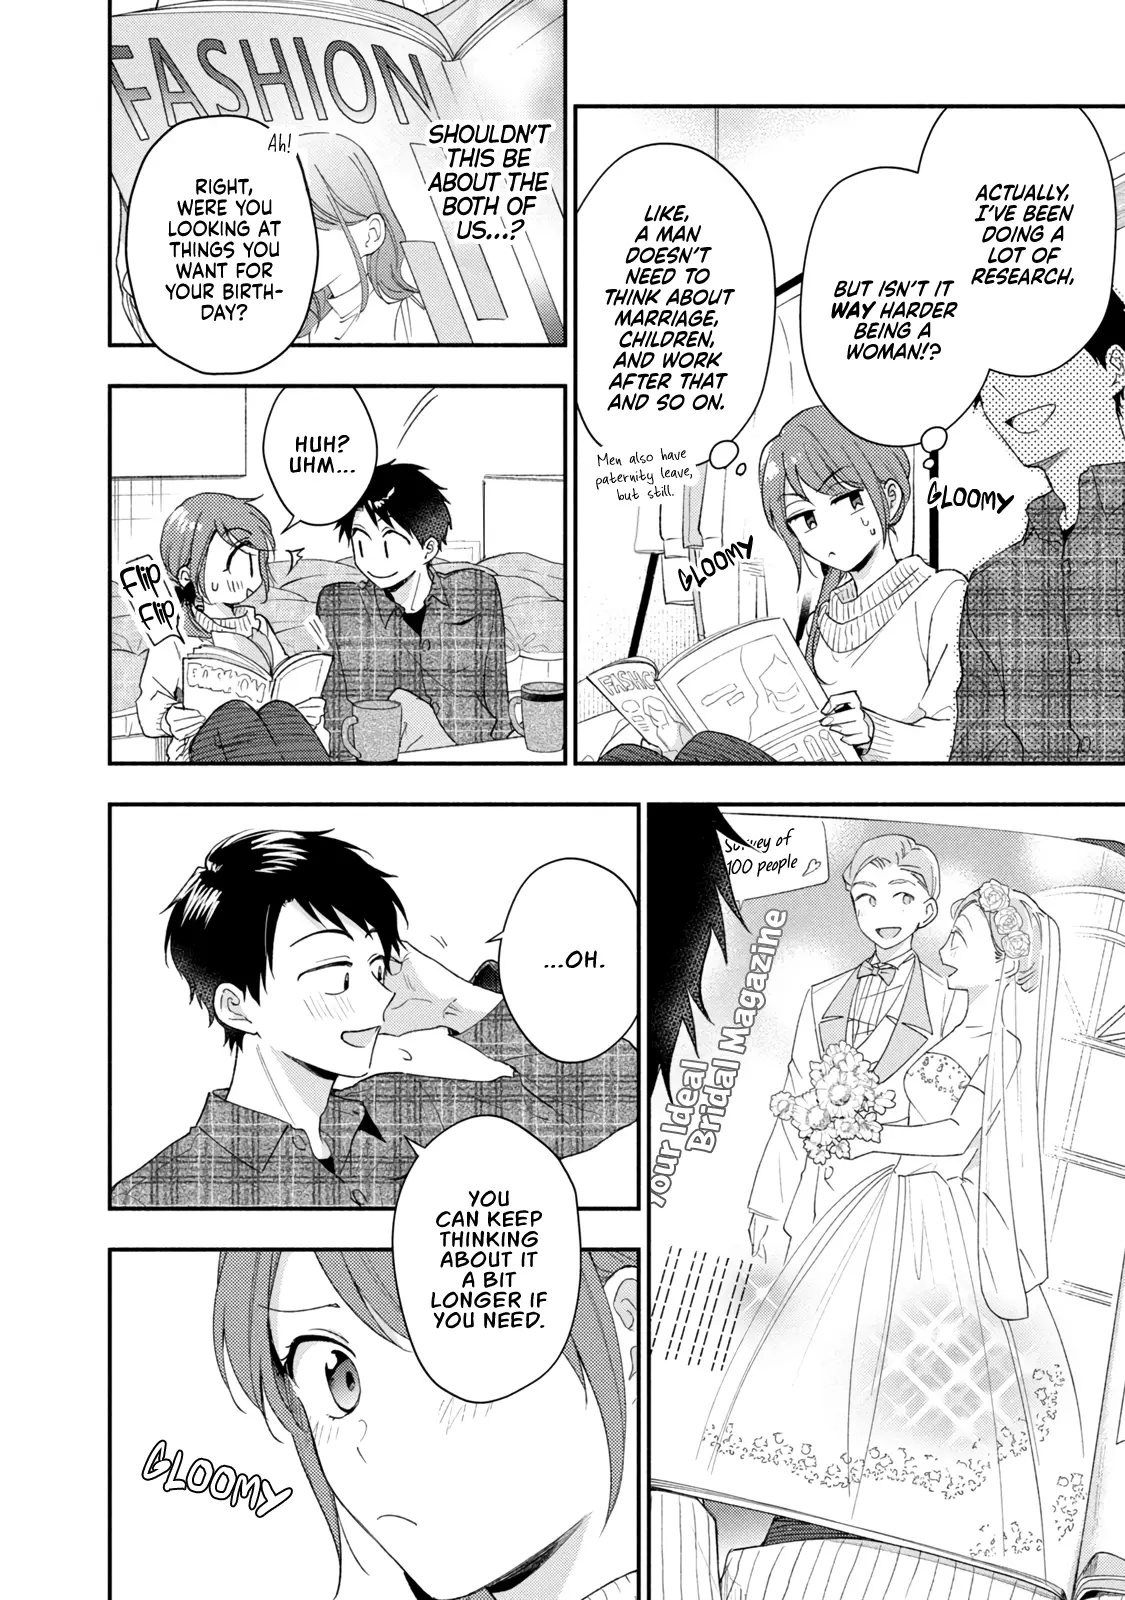 ACTUALLY,
I'VE BEEN
DOING A
LOT OF
RESEARCH,
BUT ISN'T IT
WAY HARDER
BEING A
WOMAN!?
LIKE,
A MAN
DOESN'T
NEED TO
THINK ABOUT
MARRIAGE,
CHILDREN,
AND WORK
AFTER THAT
AND SO ON.
Men also have
paternity leave,
but still.
GLOOMY
GLOOMY
FASHIO
FASHION
SHOULDN'T
THIS BE
ABOUT THE
BOTH OF
US...?
Ah!
RIGHT,
WERE YOU
LOOKING AT
THINGS YOU
WANT FOR
YOUR BIRTH-
DAY?
HUH?
UHM...
Flip
Flip
FASHION
Survey of
100 people
Your Ideal
Bridal Magazine
...OH.
YOU
CAN KEEP
THINKING
ABOUT IT
A BIT
LONGER IF
YOU NEED.
GLOOMY